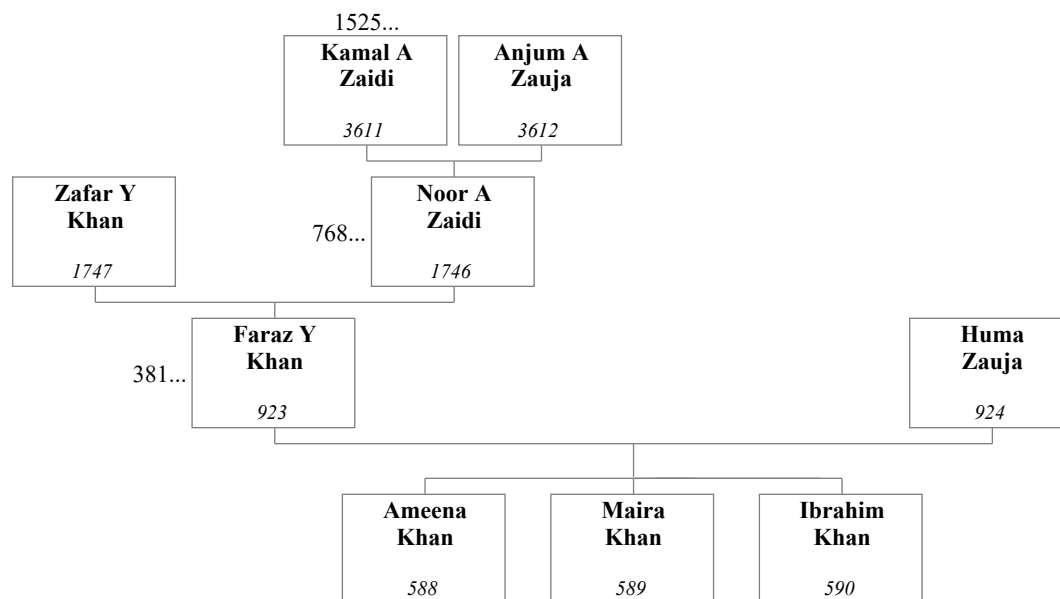 1525...
Kamal A
Zaidi
3611
Anjum A
Zauja
3612
Zafar Y
Khan
1747
768...
Noor A
Zaidi
1746
381...
Faraz Y
Khan
923
Huma
Zauja
924
Ameena
Khan
588
Maira
Khan
589
Ibrahim
Khan
590